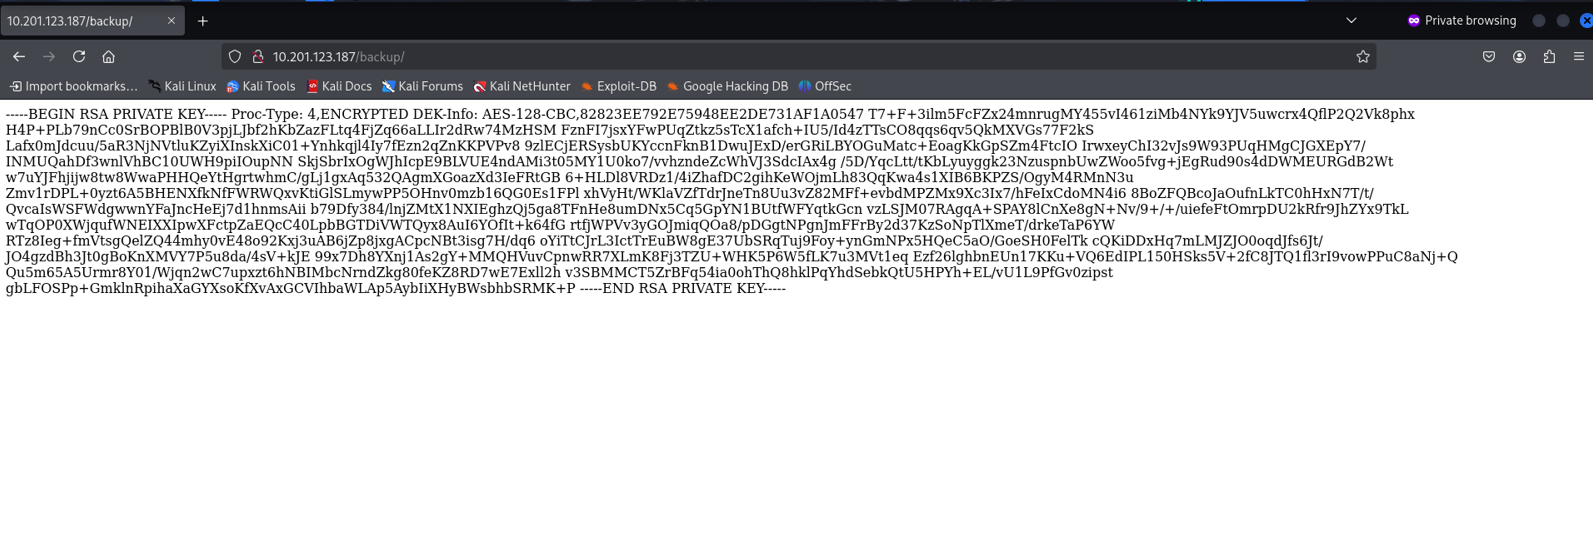 10.201.123.187/backup/
Private browsing
10.201.123.187/backup/
Import bookmarks... Kali Linux Kali Tools Kali Docs Kali Forums Kali NetHunter Exploit-DB Google Hacking DB OffSec
-----BEGIN RSA PRIVATE KEY----- Proc-Type: 4,ENCRYPTED DEK-Info: AES-128-CBC,82823EE792E75948EE2DE731AF1A0547 T7+F+3ilm5FcFZx24mnrugMY455vI461ziMb4NYk9YJV5uwcrx4QflP2Q2Vk8phx
H4P+PLb79nCc0SrBOPBlB0V3pjLJbf2hKbZazFLtq4FjZq66aLLIr2dRw74MzHSM FznFI7jsxYFwPUqZtkz5sTcX1afch+IU5/Id4zTTsCO8qqs6qv5QkMXVGs77F2kS
Lafx0mJdcuu/5aR3NjNVtluKZyiXInskXiC01+Ynhkqjl4Iy7fEzn2qZnKKPVPv8 9zlECjERSysbUKYccnFknB1DwuJExD/erGRiLBYOGuMatc+EoagKkGpSZm4FtcIO IrwxeyChI32vJs9W93PUqHMgCJGXEpY7/
INMUQahDf3wnlVhBC10UWH9piIOupNN SkjSbrIxOgWJhIcpE9BLVUE4ndAMi3t05MY1U0ko7/vvhzndeZcWhVJ3SdcIAx4g /5D/YqcLtt/tKbLyuyggk23NzuspnbUwZWoo5fvg+jEgRud90s4dDWMEURGdB2Wt
w7uYJFhjijw8tw8WwaPHHQeYtHgrtwhmC/gLj1gxAq532QAgmXGoazXd3IeFRtGB 6+HLDl8VRDz1/4iZhafDC2gihKeWOjmLh83QqKwa4s1XIB6BKPZS/OgyM4RMnN3u
Zmv1rDPL+0yzt6A5BHENXfkNfFWRWQxvKtiGlSLmywPP5OHnv0mzb16QG0Es1FPl xhVyHt/WKlaVZfTdrJneTn8Uu3vZ82MFf+evbdMPZMx9Xc3Ix7/hFeIxCdoMN4i6 8BoZFQBcoJaOufnLkTC0hHxN7T/t/
QvcaIsWSFWdgwwnYFaJncHeEj7d1hnmsAii b79Dfy384/lnjZMtX1NXIEghzQj5ga8TFnHe8umDNx5Cq5GpYN1BUtfWFYqtkGcn vzLSJM07RAgqA+SPAY8lCnXe8gN+Nv/9+/+/uiefeFtOmrpDU2kRfr9JhZYx9TkL
wTqOP0XWjqufWNEIXXIpwXFctpZaEQcC40LpbBGTDiVWTQyx8AuI6YOfIt+k64fG rtfjWPVv3yGOJmiqQOa8/pDGgtNPgnJmFFrBy2d37KzSoNpTlXmeT/drkeTaP6YW
RTz8Ieg+fmVtsgQelZQ44mhy0vE48o92Kxj3uAB6jZp8jxgACpcNBt3isg7H/dq6 oYiTtCJrL3IctTrEuBW8gE37UbSRqTuj9Foy+ynGmNPx5HQeC5aO/GoeSH0FelTk cQKiDDxHq7mLMJZJO0oqdJfs6Jt/
JO4gzdBh3Jt0gBoKnXMVY7P5u8da/4sV+kJE 99x7Dh8YXnj1As2gY+MMQHVuvCpnwRR7XLmK8Fj3TZU+WHK5P6W5fLK7u3MVt1eq Ezf26lghbnEUn17KKu+VQ6EdIPL150HSks5V+2fC8JTQ1fl3rI9vowPPuC8aNj+Q
Qu5m65A5Urmr8Y01/Wjqn2wC7upxzt6hNBIMbcNrndZkg80feKZ8RD7wE7Exll2h v3SBMMCT5ZrBFq54ia0ohThQ8hklPqYhdSebkQtU5HPYh+EL/vU1L9PfGv0zipst
gbLFOSPp+GmklnRpihaXaGYXsoKfXvAxGCVIhbaWLAp5AybIiXHyBWsbhbSRMK+P -----END RSA PRIVATE KEY-----